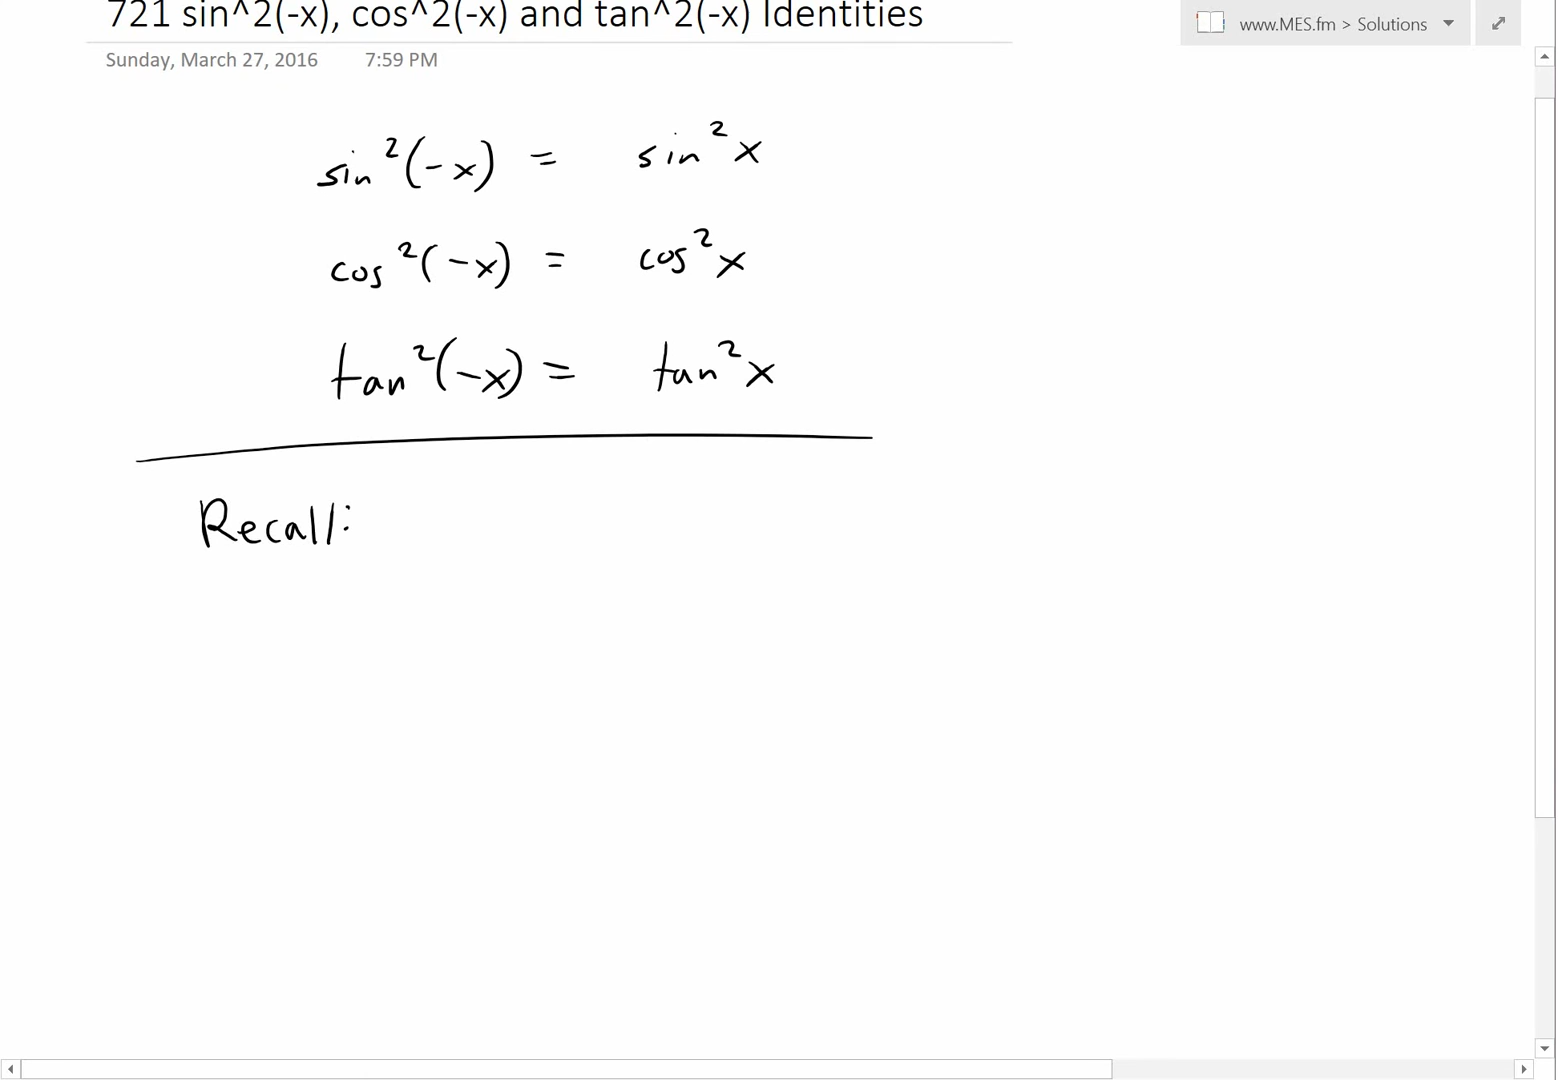 721 sin^2(-x), cos^2(-x) and tan^2(-x) Identities
www.MES.fm > Solutions
Sunday, March 27, 2016 7:59 PM
sin²(-x) = sin²x
cos²(-x) = cos²x
tan²(-x) = tan²x
Recall: